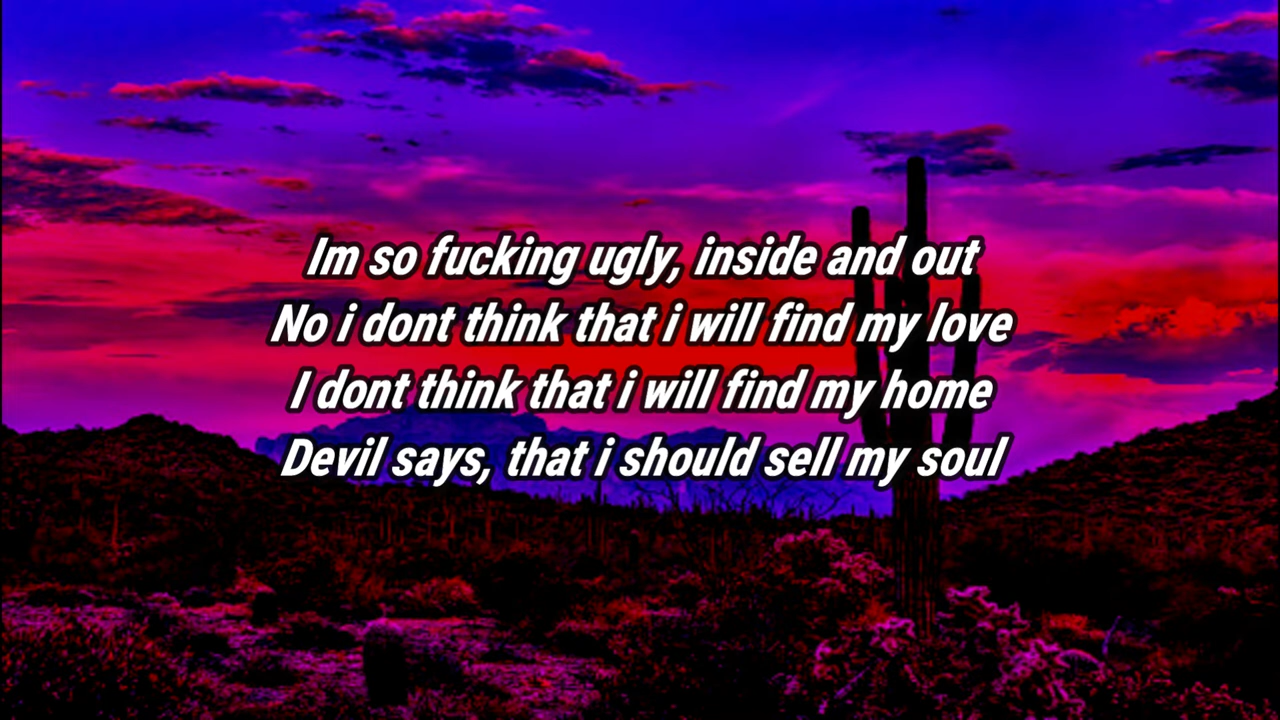 Im so fucking ugly, inside and out
No i dont think that i will find my love
I dont think that i will find my home
Devil says, that i should sell my soul